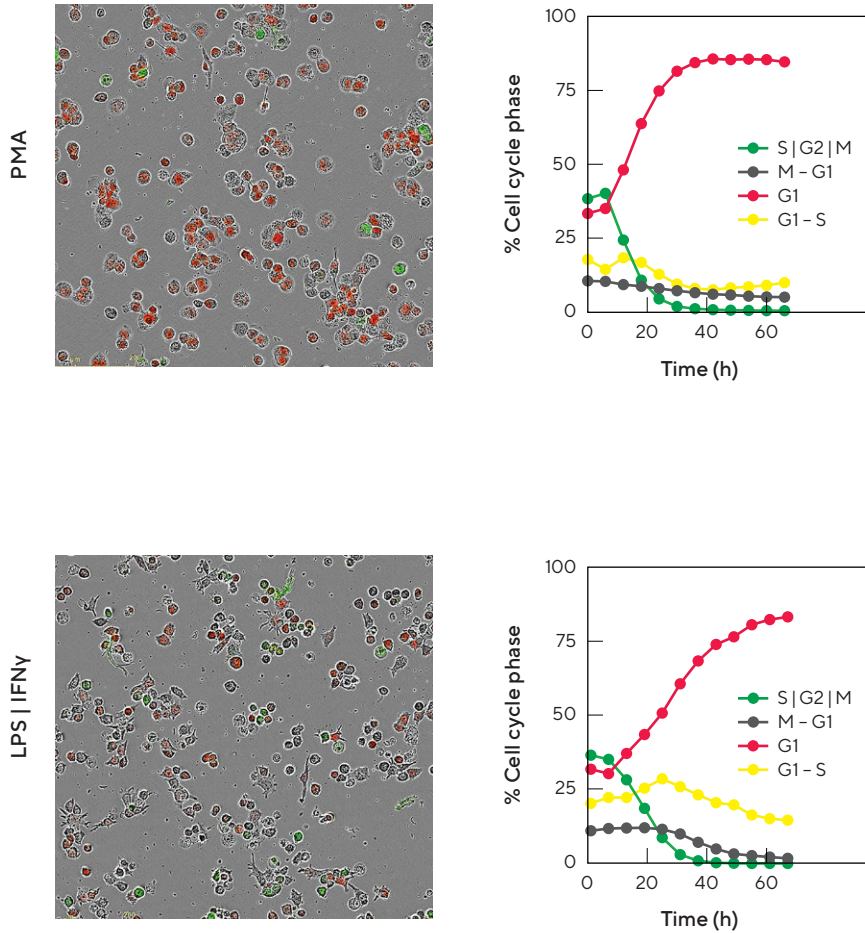 PMA
% Cell cycle phase
100
75
50
25
0
S | G2 | M
M – G1
G1
G1 – S
0 20 40 60
Time (h)
LPS | IFNγ
% Cell cycle phase
100
75
50
25
0
S | G2 | M
M – G1
G1
G1 – S
0 20 40 60
Time (h)